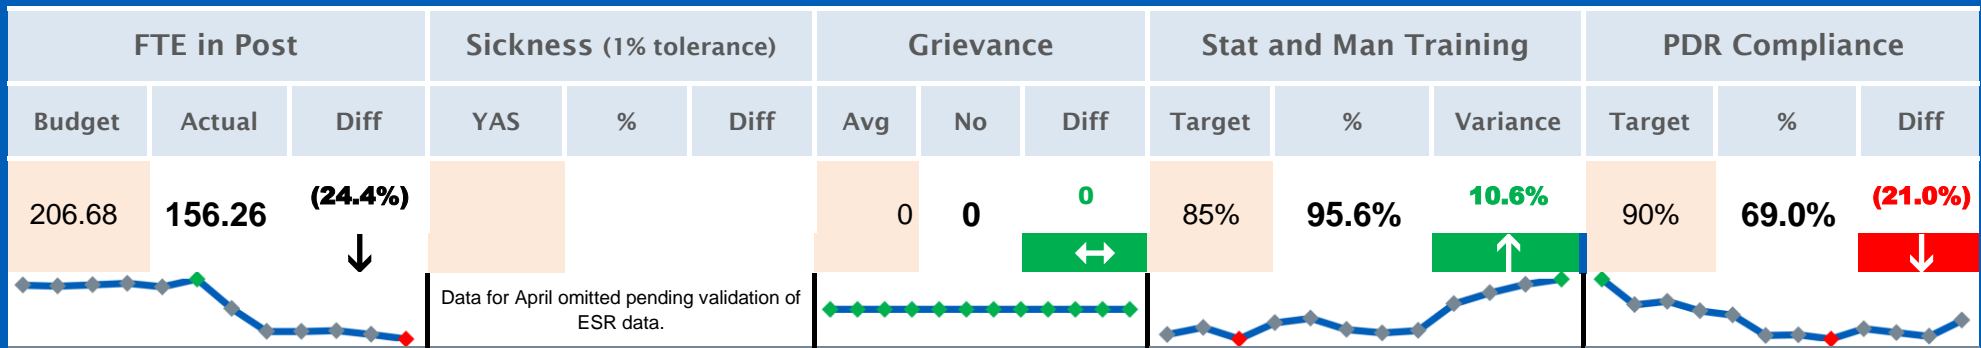 FTE in Post Sickness (1% tolerance) Grievance Stat and Man Training PDR Compliance
Budget Actual Diff YAS % Diff Avg No Diff Target % Variance Target % Diff
206.68 156.26 (24.4%) 0 0 0 85% 95.6% 10.6% 90% 69.0% (21.0%)
Data for April omitted pending validation of
ESR data.